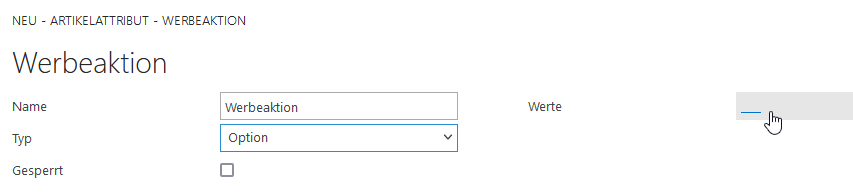 NEU - ARTIKELATTRIBUT - WERBEAKTION
Werbeaktion
Name Werbeaktion Werte
Typ Option
Gesperrt